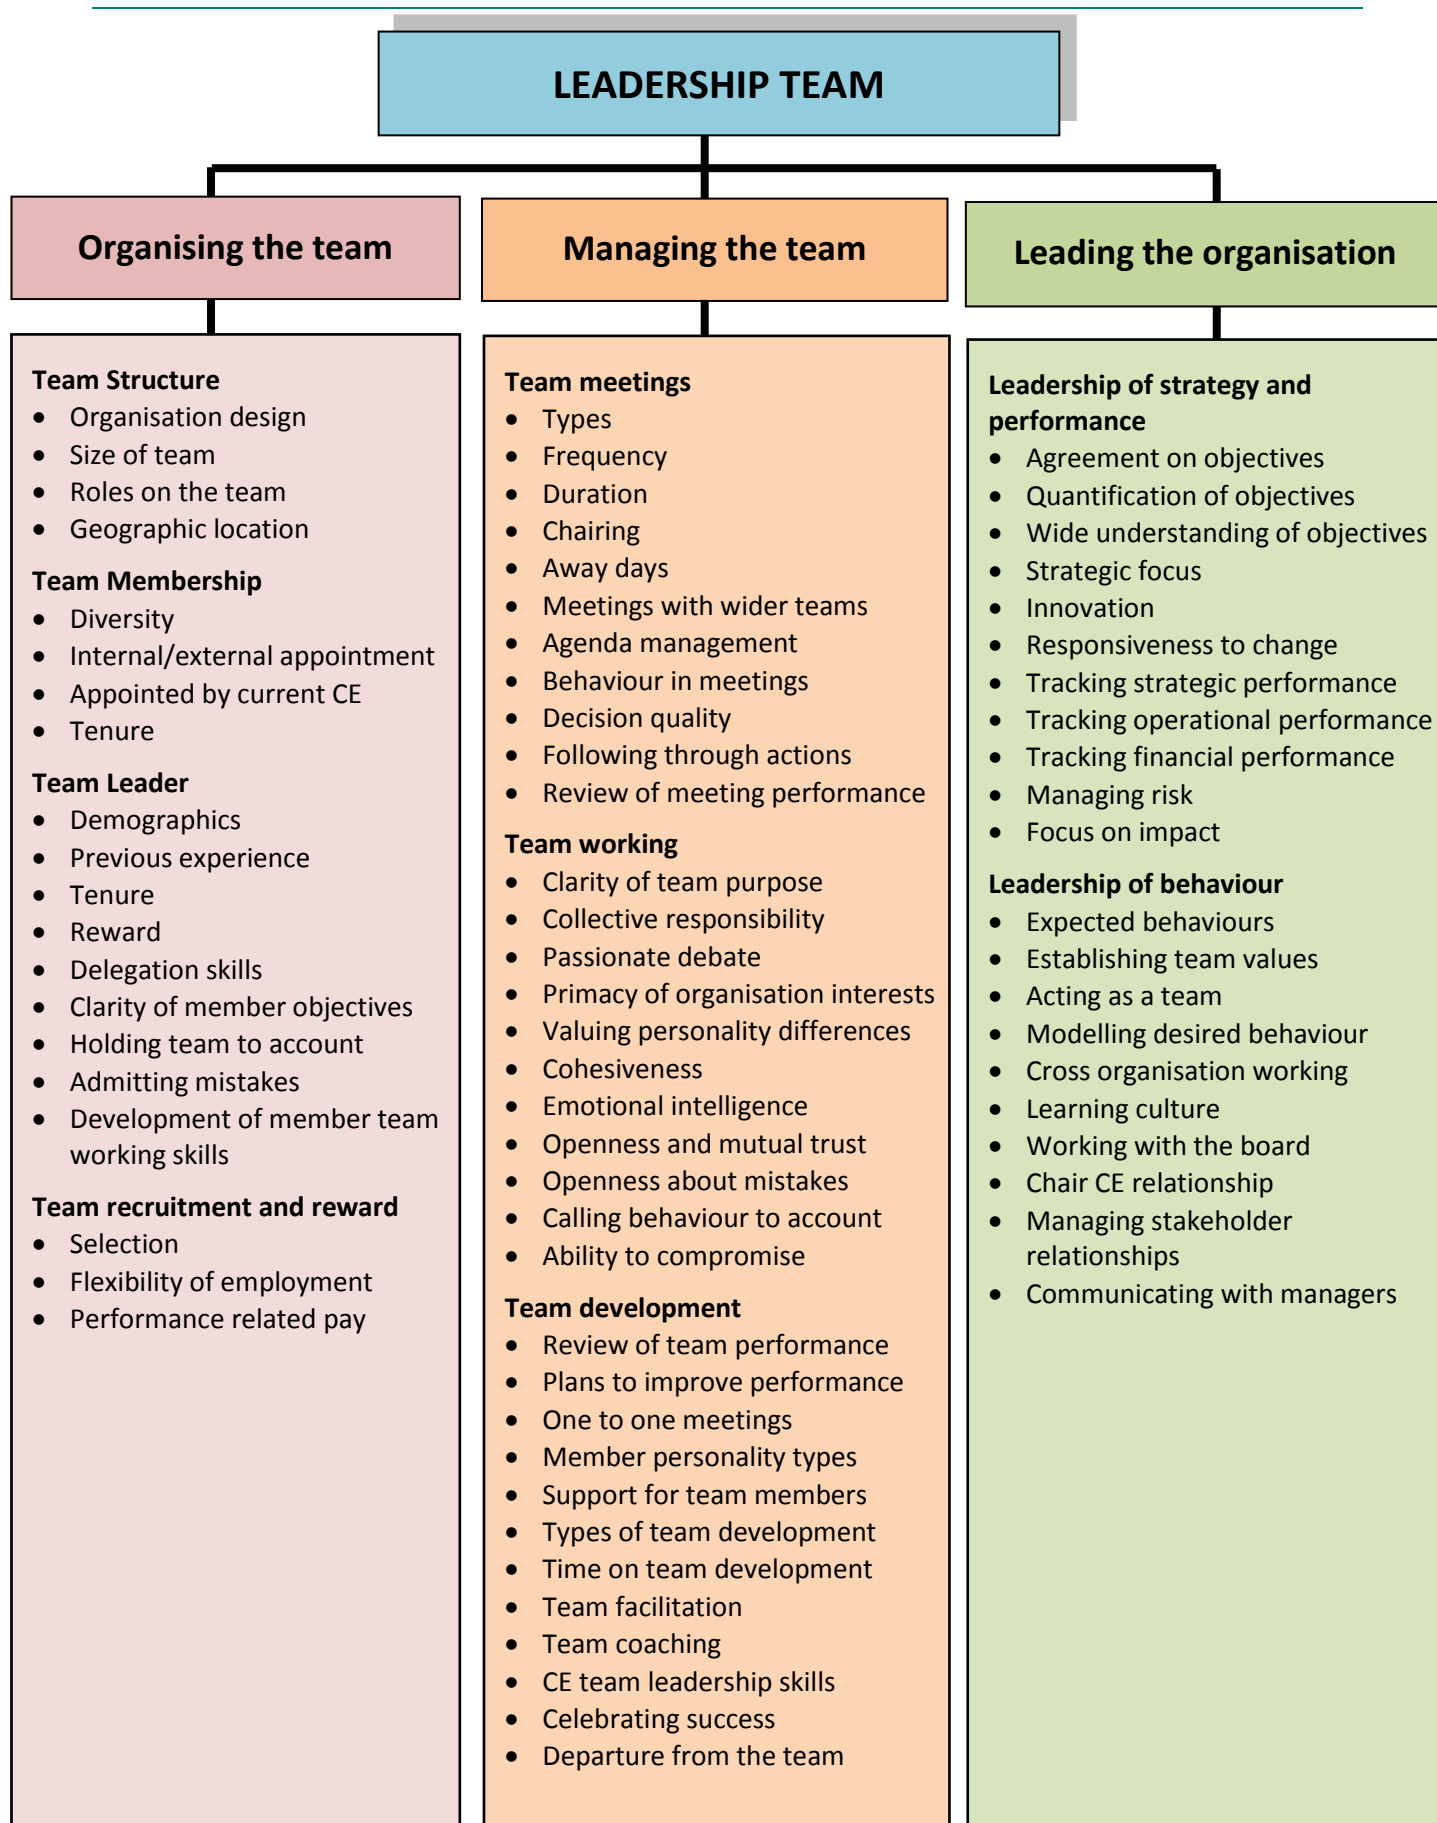 LEADERSHIP TEAM
Organising the team
Team Structure
• Organisation design
• Size of team
• Roles on the team
• Geographic location
Team Membership
• Diversity
• Internal/external appointment
• Appointed by current CE
• Tenure
Team Leader
• Demographics
• Previous experience
• Tenure
• Reward
• Delegation skills
• Clarity of member objectives
• Holding team to account
• Admitting mistakes
• Development of member team
working skills
Team recruitment and reward
• Selection
• Flexibility of employment
• Performance related pay
Managing the team
Team meetings
• Types
• Frequency
• Duration
• Chairing
• Away days
• Meetings with wider teams
• Agenda management
• Behaviour in meetings
• Decision quality
• Following through actions
• Review of meeting performance
Team working
• Clarity of team purpose
• Collective responsibility
• Passionate debate
• Primacy of organisation interests
• Valuing personality differences
• Cohesiveness
• Emotional intelligence
• Openness and mutual trust
• Openness about mistakes
• Calling behaviour to account
• Ability to compromise
Team development
• Review of team performance
• Plans to improve performance
• One to one meetings
• Member personality types
• Support for team members
• Types of team development
• Time on team development
• Team facilitation
• Team coaching
• CE team leadership skills
• Celebrating success
• Departure from the team
Leading the organisation
Leadership of strategy and
performance
• Agreement on objectives
• Quantification of objectives
• Wide understanding of objectives
• Strategic focus
• Innovation
• Responsiveness to change
• Tracking strategic performance
• Tracking operational performance
• Tracking financial performance
• Managing risk
• Focus on impact
Leadership of behaviour
• Expected behaviours
• Establishing team values
• Acting as a team
• Modelling desired behaviour
• Cross organisation working
• Learning culture
• Working with the board
• Chair CE relationship
• Managing stakeholder
relationships
• Communicating with managers